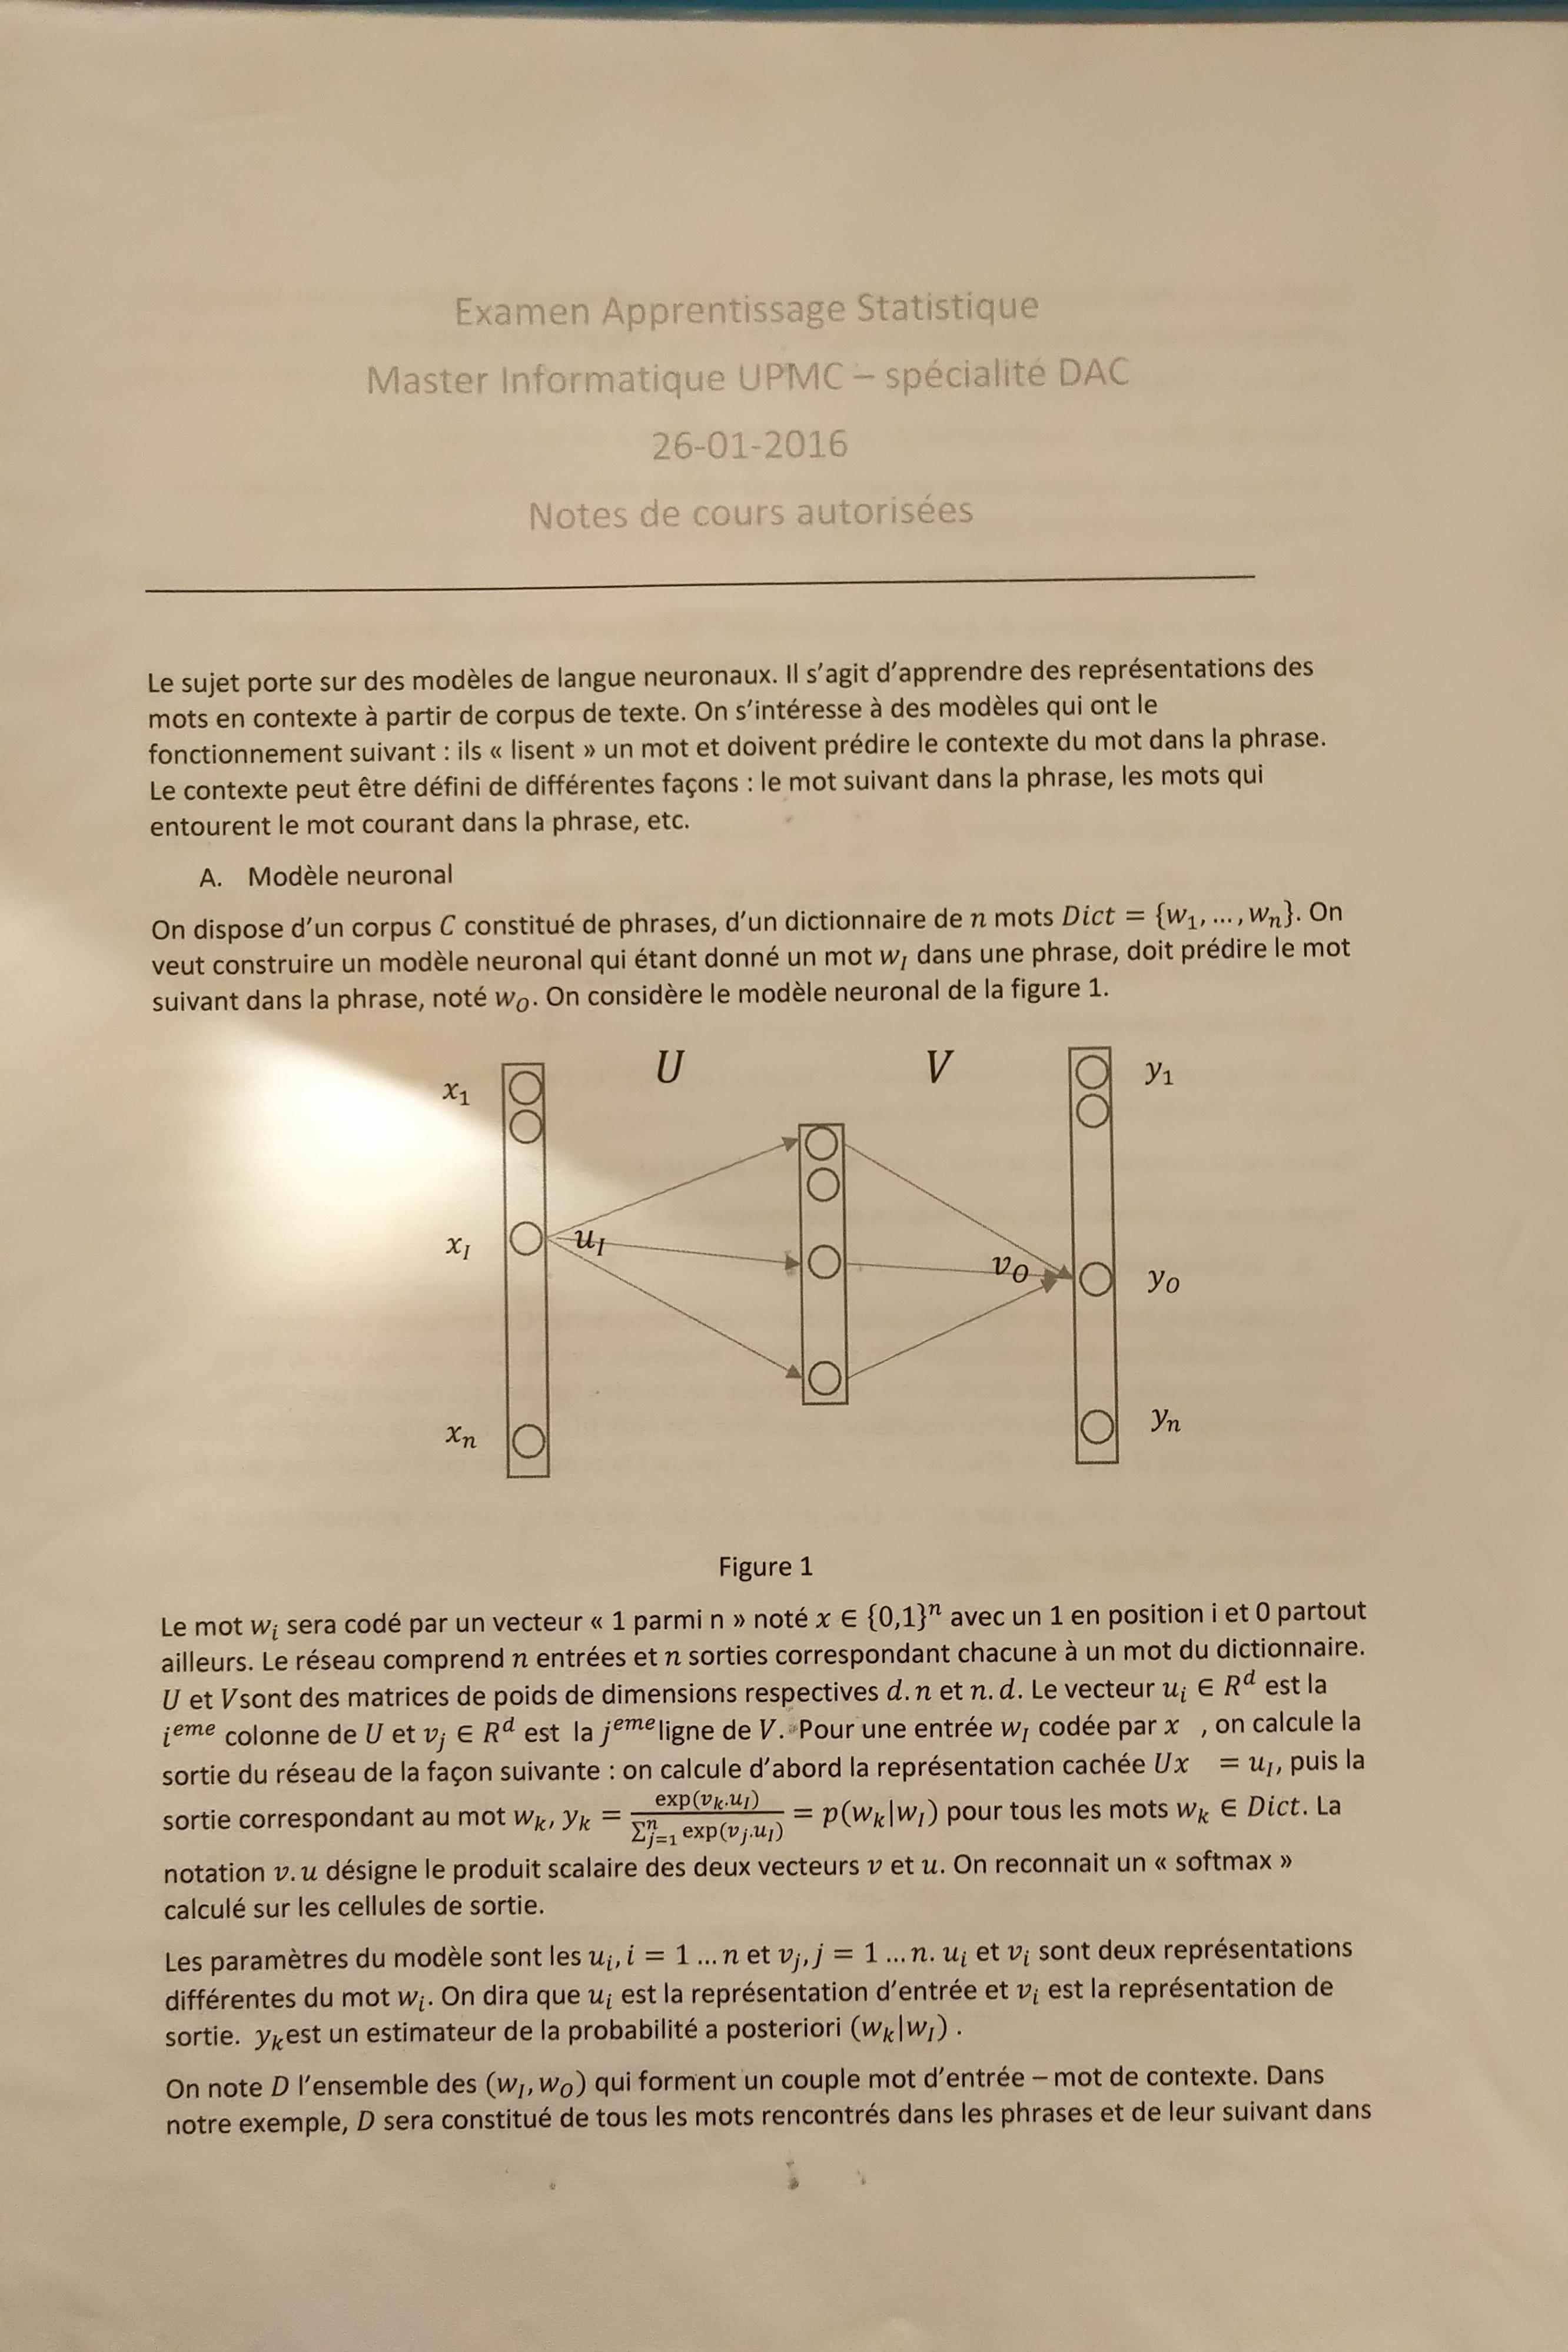 Examen Apprentissage Statistique
Master Informatique UPMC – spécialité DAC
26-01-2016
Notes de cours autorisées
Le sujet porte sur des modèles de langue neuronaux. Il s’agit d’apprendre des représentations des
mots en contexte à partir de corpus de texte. On s’intéresse à des modèles qui ont le
fonctionnement suivant : ils « lisent » un mot et doivent prédire le contexte du mot dans la phrase.
Le contexte peut être défini de différentes façons : le mot suivant dans la phrase, les mots qui
entourent le mot courant dans la phrase, etc.
A. Modèle neuronal
On dispose d’un corpus C constitué de phrases, d’un dictionnaire de n mots Dict = {w₁, … , wₙ}. On
veut construire un modèle neuronal qui étant donné un mot w_I dans une phrase, doit prédire le mot
suivant dans la phrase, noté w_O. On considère le modèle neuronal de la figure 1.
U V
x₁ y₁
x_I u_I v_O y_O
xₙ yₙ
Figure 1
Le mot w_i sera codé par un vecteur « 1 parmi n » noté x ∈ {0,1}ⁿ avec un 1 en position i et 0 partout
ailleurs. Le réseau comprend n entrées et n sorties correspondant chacune à un mot du dictionnaire.
U et Vsont des matrices de poids de dimensions respectives d. n et n. d. Le vecteur u_i ∈ R^d est la
i^eme colonne de U et v_j ∈ R^d est la j^eme ligne de V. Pour une entrée w_I codée par x , on calcule la
sortie du réseau de la façon suivante : on calcule d’abord la représentation cachée Ux = u_I, puis la
sortie correspondant au mot w_k, y_k = exp(v_k.u_I) / ∑_{j=1}^n exp(v_j.u_I) = p(w_k|w_I) pour tous les mots w_k ∈ Dict. La
notation v. u désigne le produit scalaire des deux vecteurs v et u. On reconnait un « softmax »
calculé sur les cellules de sortie.
Les paramètres du modèle sont les u_i, i = 1 … n et v_j, j = 1 … n. u_i et v_i sont deux représentations
différentes du mot w_i. On dira que u_i est la représentation d’entrée et v_i est la représentation de
sortie. y_k est un estimateur de la probabilité a posteriori (w_k|w_I) .
On note D l’ensemble des (w_I, w_O) qui forment un couple mot d’entrée – mot de contexte. Dans
notre exemple, D sera constitué de tous les mots rencontrés dans les phrases et de leur suivant dans